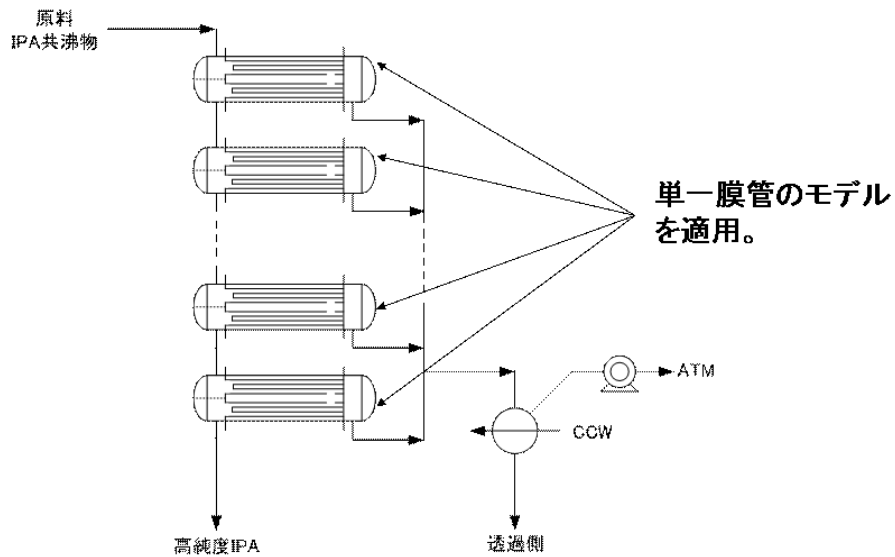 原料
IPA共沸物
単一膜管のモデル
を適用。
ATM
CCW
高純度IPA
透過側